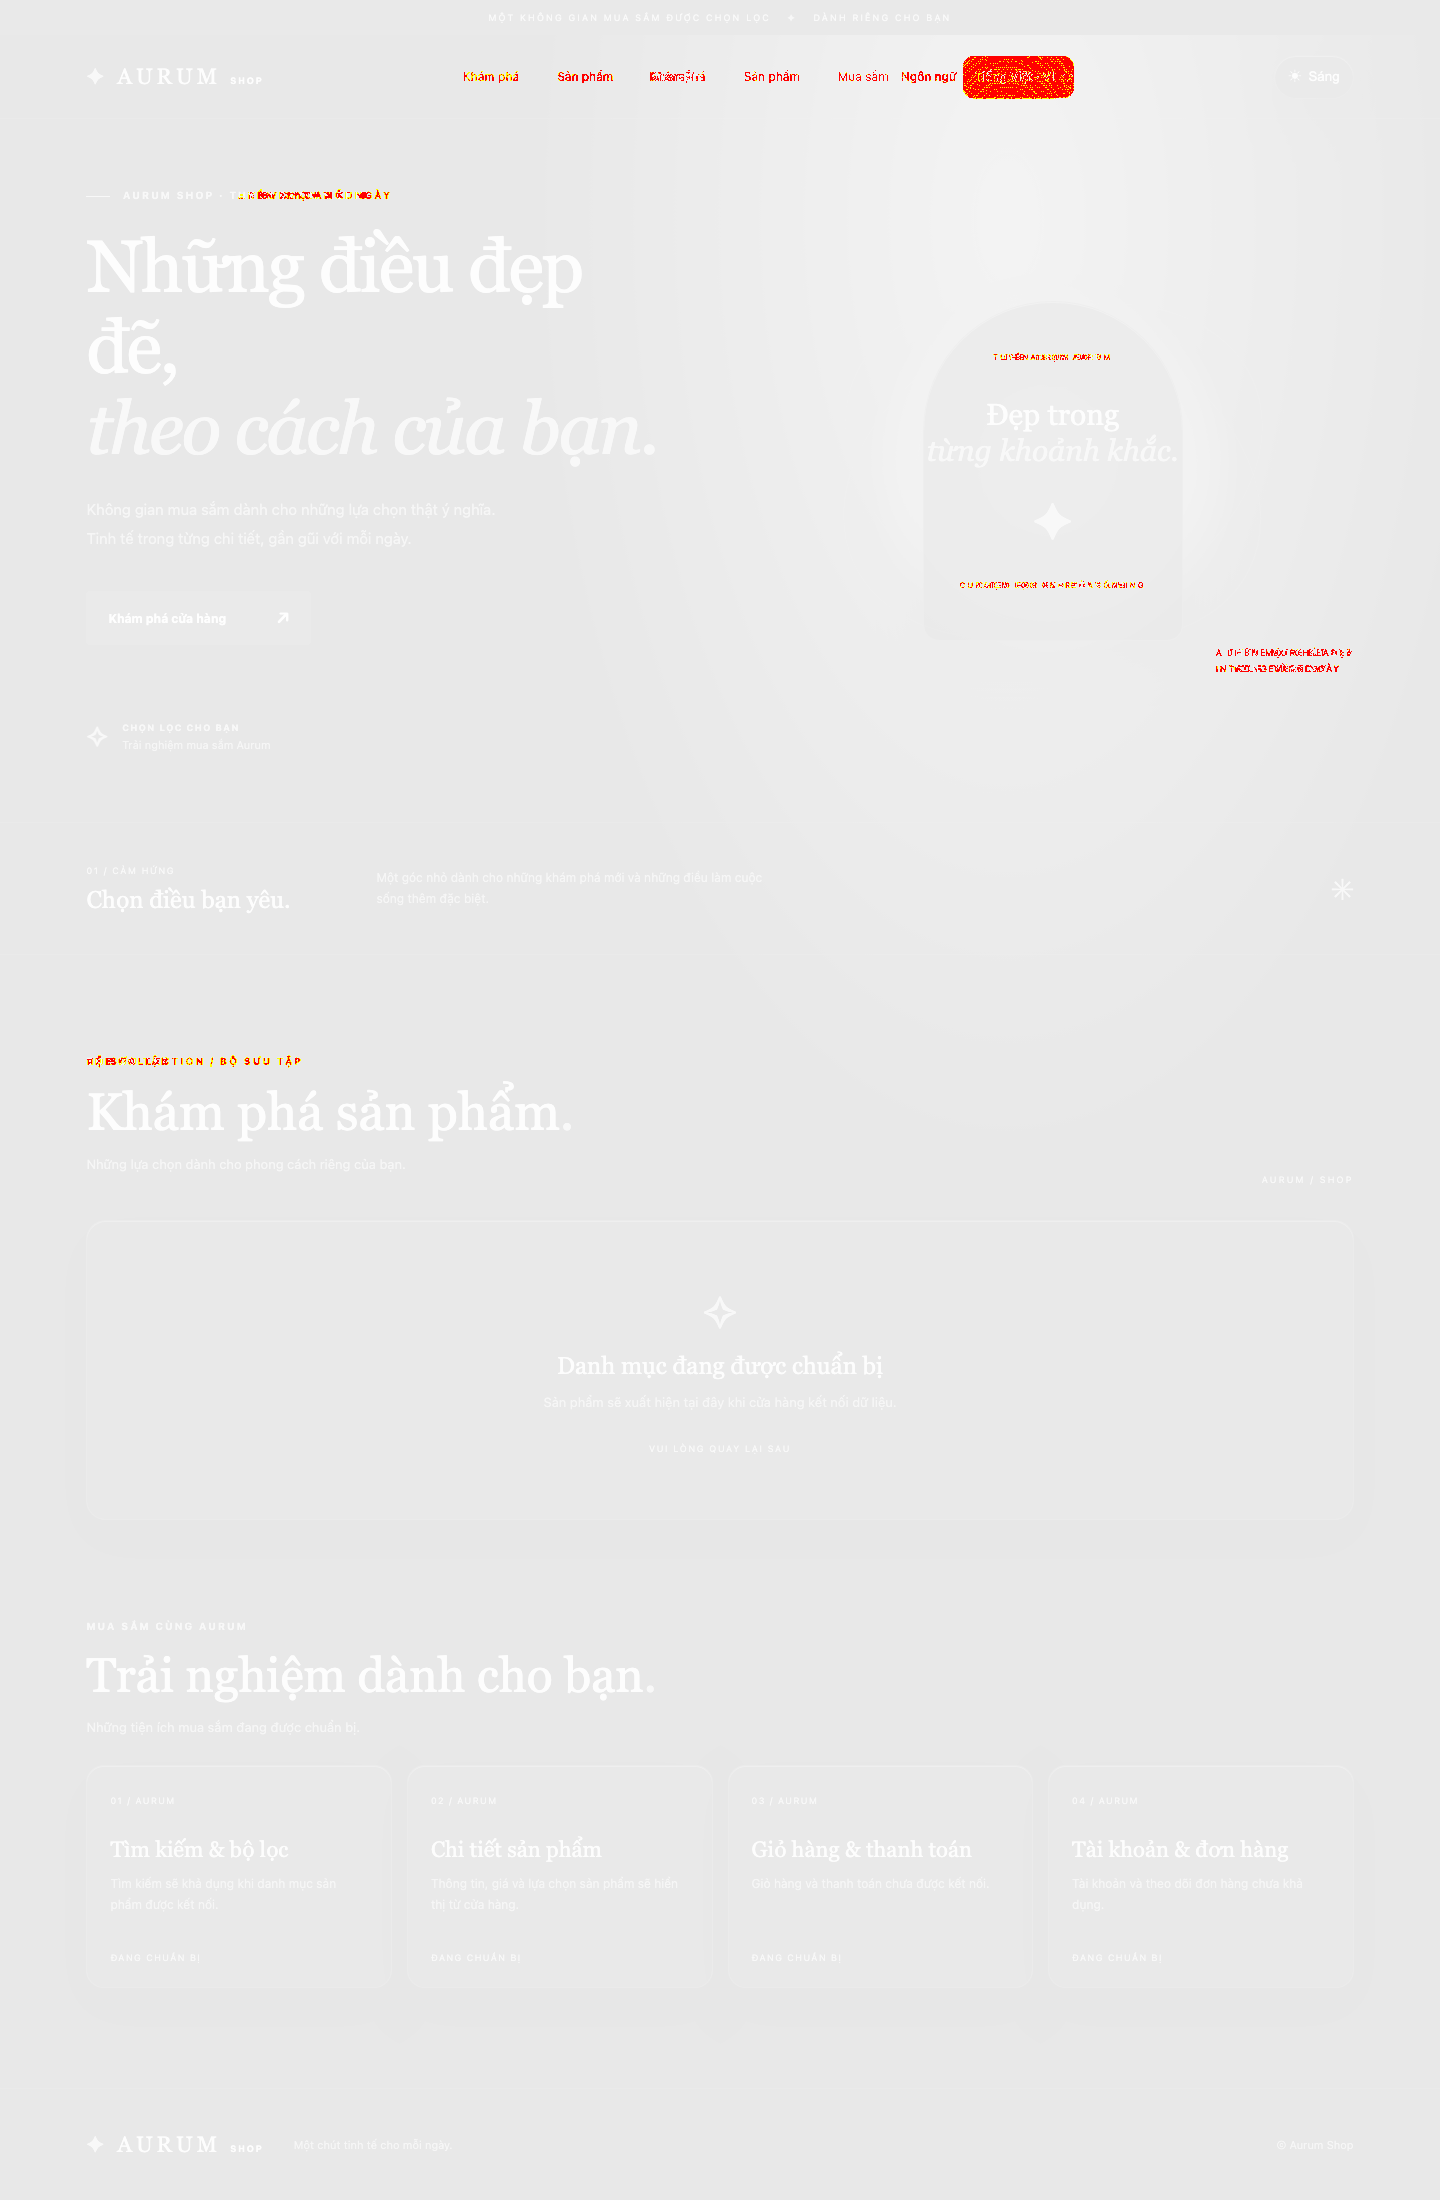 MỘT KHÔNG GIAN MUA SẮM ĐƯỢC CHỌN LỌC ✦ DÀNH RIÊNG CHO BẠN
AURUM SHOP
Sản phẩm
Sản phẩm
Mua sắm
Ngôn ngữ
Sáng
AURUM SHOP ·
Những điều đẹp
đẽ,
theo cách của bạn.
Đẹp trong
từng khoảnh khắc.
Không gian mua sắm dành cho những lựa chọn thật ý nghĩa.
Tinh tế trong từng chi tiết, gần gũi với mỗi ngày.
Khám phá cửa hàng
CHỌN LỌC CHO BẠN
Trải nghiệm mua sắm Aurum
01 / CẢM HỨNG
Chọn điều bạn yêu.
Một góc nhỏ dành cho những khám phá mới và những điều làm cuộc
sống thêm đặc biệt.
/ BỘ SƯU TẬP
Khám phá sản phẩm.
Những lựa chọn dành cho phong cách riêng của bạn.
AURUM / SHOP
Danh mục đang được chuẩn bị
Sản phẩm sẽ xuất hiện tại đây khi cửa hàng kết nối dữ liệu.
VUI LÒNG QUAY LẠI SAU
MUA SẮM CÙNG AURUM
Trải nghiệm dành cho bạn.
Những tiện ích mua sắm đang được chuẩn bị.
01 / AURUM
Tìm kiếm & bộ lọc
Tìm kiếm sẽ khả dụng khi danh mục sản
phẩm được kết nối.
ĐANG CHUẨN BỊ
02 / AURUM
Chi tiết sản phẩm
Thông tin, giá và lựa chọn sản phẩm sẽ hiển
thị từ cửa hàng.
ĐANG CHUẨN BỊ
03 / AURUM
Giỏ hàng & thanh toán
Giỏ hàng và thanh toán chưa được kết nối.
ĐANG CHUẨN BỊ
04 / AURUM
Tài khoản & đơn hàng
Tài khoản và theo dõi đơn hàng chưa khả
dụng.
ĐANG CHUẨN BỊ
AURUM SHOP
Một chút tinh tế cho mỗi ngày.
© Aurum Shop